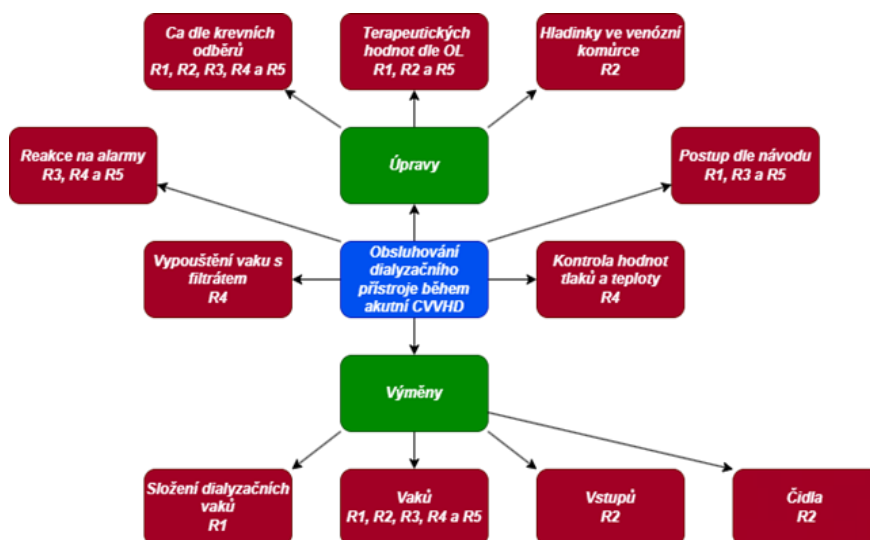 Ca dle krevních
odběrů
R1, R2, R3, R4 a R5
Terapeutických
hodnot dle OL
R1, R2 a R5
Hladinky ve venózní
komůrce
R2
Reakce na alarmy
R3, R4 a R5
Úpravy
Postup dle návodu
R1, R3 a R5
Vypouštění vaku s
filtrátem
R4
Obsluhování
dialyzačního
přístroje během
akutní CVVHD
Kontrola hodnot
tlaků a teploty
R4
Výměny
Složení dialyzačních
vaků
R1
Vaků
R1, R2, R3, R4 a R5
Vstupů
R2
Čidla
R2